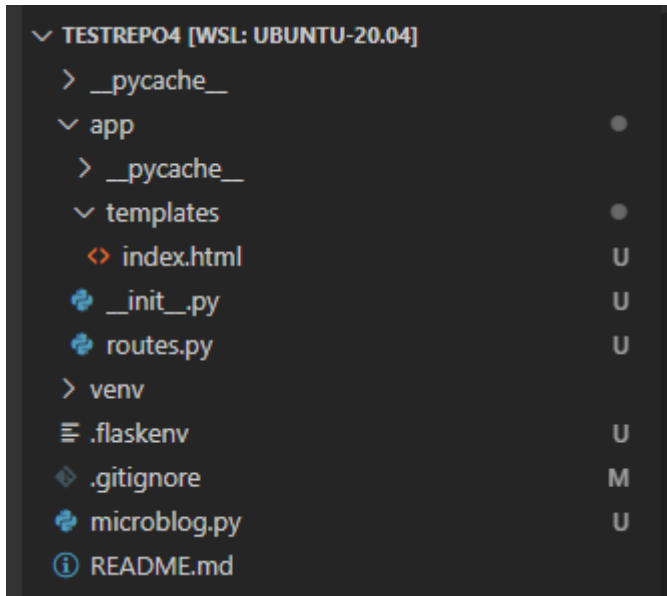 TESTREPO4 [WSL: UBUNTU-20.04]
__pycache__
app
__pycache__
templates
<> index.html U
__init__.py U
routes.py U
venv
.flaskenv U
.gitignore M
microblog.py U
README.md